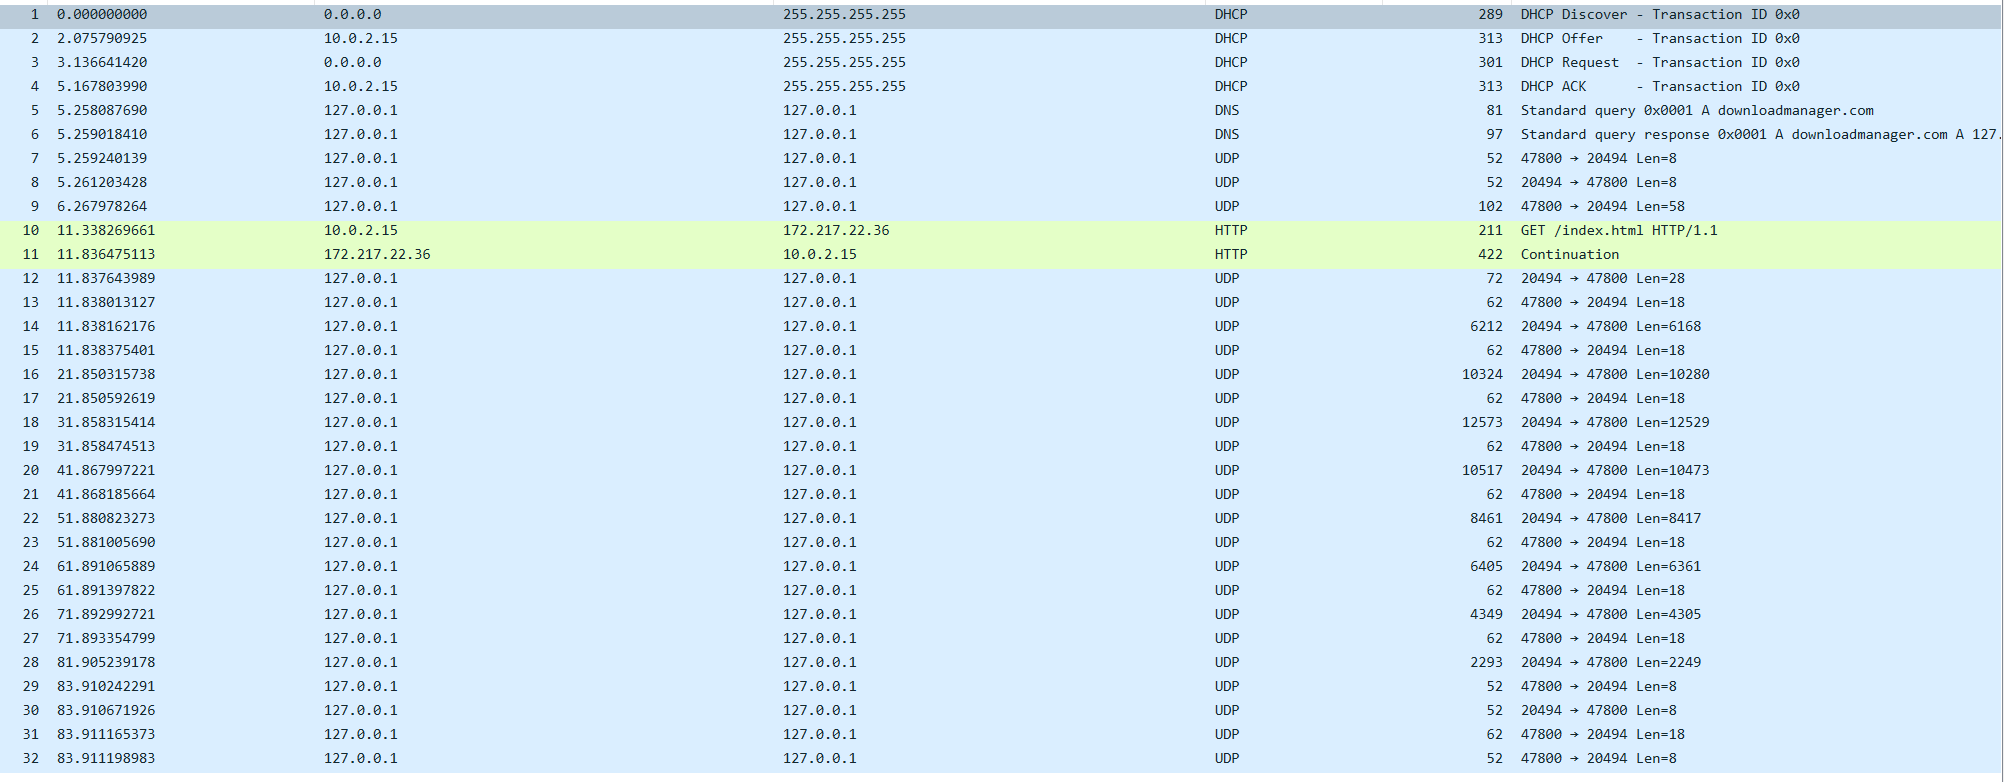 1 0.000000000 0.0.0.0 255.255.255.255 DHCP 289 DHCP Discover - Transaction ID 0x0
2 2.075790925 10.0.2.15 255.255.255.255 DHCP 313 DHCP Offer - Transaction ID 0x0
3 3.136641420 0.0.0.0 255.255.255.255 DHCP 301 DHCP Request - Transaction ID 0x0
4 5.167803990 10.0.2.15 255.255.255.255 DHCP 313 DHCP ACK - Transaction ID 0x0
5 5.258087690 127.0.0.1 127.0.0.1 DNS 81 Standard query 0x0001 A downloadmanager.com
6 5.259018410 127.0.0.1 127.0.0.1 DNS 97 Standard query response 0x0001 A downloadmanager.com A 127.
7 5.259240139 127.0.0.1 127.0.0.1 UDP 52 47800 → 20494 Len=8
8 5.261203428 127.0.0.1 127.0.0.1 UDP 52 20494 → 47800 Len=8
9 6.267978264 127.0.0.1 127.0.0.1 UDP 102 47800 → 20494 Len=58
10 11.338269661 10.0.2.15 172.217.22.36 HTTP 211 GET /index.html HTTP/1.1
11 11.836475113 172.217.22.36 10.0.2.15 HTTP 422 Continuation
12 11.837643989 127.0.0.1 127.0.0.1 UDP 72 20494 → 47800 Len=28
13 11.838013127 127.0.0.1 127.0.0.1 UDP 62 47800 → 20494 Len=18
14 11.838162176 127.0.0.1 127.0.0.1 UDP 6212 20494 → 47800 Len=6168
15 11.838375401 127.0.0.1 127.0.0.1 UDP 62 47800 → 20494 Len=18
16 21.850315738 127.0.0.1 127.0.0.1 UDP 10324 20494 → 47800 Len=10280
17 21.850592619 127.0.0.1 127.0.0.1 UDP 62 47800 → 20494 Len=18
18 31.858315414 127.0.0.1 127.0.0.1 UDP 12573 20494 → 47800 Len=12529
19 31.858474513 127.0.0.1 127.0.0.1 UDP 62 47800 → 20494 Len=18
20 41.867997221 127.0.0.1 127.0.0.1 UDP 10517 20494 → 47800 Len=10473
21 41.868185664 127.0.0.1 127.0.0.1 UDP 62 47800 → 20494 Len=18
22 51.880823273 127.0.0.1 127.0.0.1 UDP 8461 20494 → 47800 Len=8417
23 51.881005690 127.0.0.1 127.0.0.1 UDP 62 47800 → 20494 Len=18
24 61.891065889 127.0.0.1 127.0.0.1 UDP 6405 20494 → 47800 Len=6361
25 61.891397822 127.0.0.1 127.0.0.1 UDP 62 47800 → 20494 Len=18
26 71.892992721 127.0.0.1 127.0.0.1 UDP 4349 20494 → 47800 Len=4305
27 71.893354799 127.0.0.1 127.0.0.1 UDP 62 47800 → 20494 Len=18
28 81.905239178 127.0.0.1 127.0.0.1 UDP 2293 20494 → 47800 Len=2249
29 83.910242291 127.0.0.1 127.0.0.1 UDP 52 47800 → 20494 Len=8
30 83.910671926 127.0.0.1 127.0.0.1 UDP 52 20494 → 47800 Len=8
31 83.911165373 127.0.0.1 127.0.0.1 UDP 62 47800 → 20494 Len=18
32 83.911198983 127.0.0.1 127.0.0.1 UDP 52 47800 → 20494 Len=8